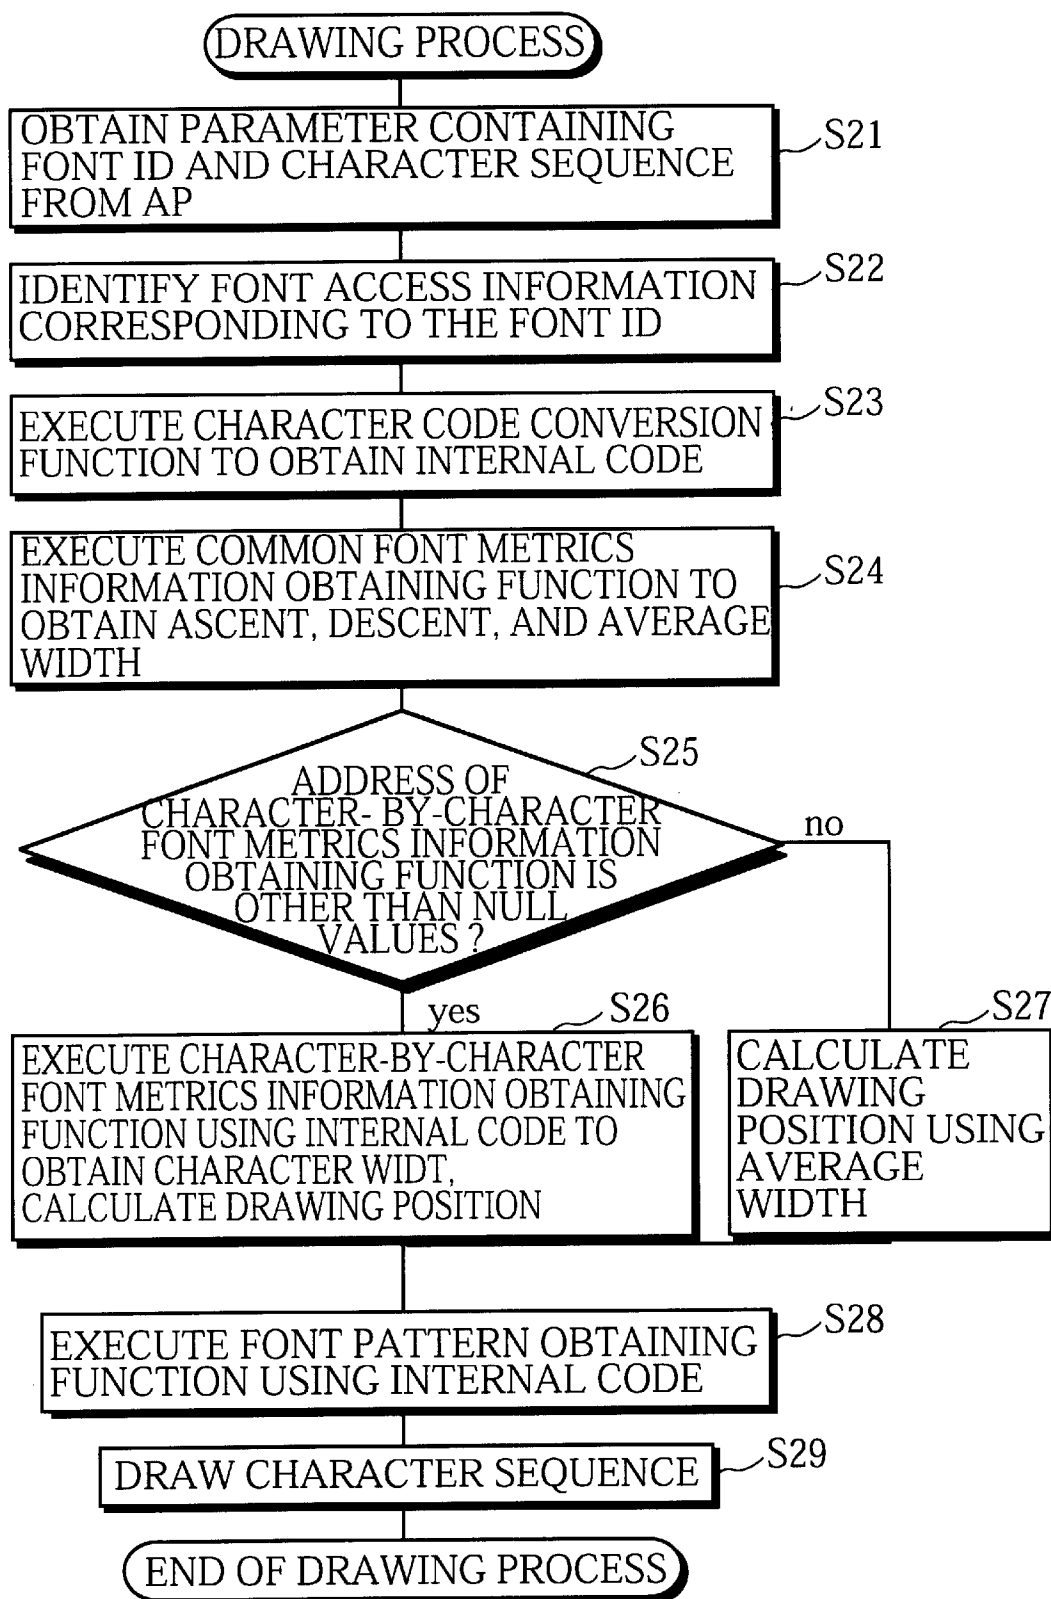 DRAWING PROCESS
OBTAIN PARAMETER CONTAINING
FONT ID AND CHARACTER SEQUENCE
FROM AP
S21
IDENTIFY FONT ACCESS INFORMATION
CORRESPONDING TO THE FONT ID
S22
EXECUTE CHARACTER CODE CONVERSION
FUNCTION TO OBTAIN INTERNAL CODE
S23
EXECUTE COMMON FONT METRICS
INFORMATION OBTAINING FUNCTION TO
OBTAIN ASCENT, DESCENT, AND AVERAGE
WIDTH
S24
S25
ADDRESS OF
CHARACTER- BY-CHARACTER
FONT METRICS INFORMATION
OBTAINING FUNCTION IS
OTHER THAN NULL
VALUES ?
no
yes
S26
EXECUTE CHARACTER-BY-CHARACTER
FONT METRICS INFORMATION OBTAINING
FUNCTION USING INTERNAL CODE TO
OBTAIN CHARACTER WIDT,
CALCULATE DRAWING POSITION
S27
CALCULATE
DRAWING
POSITION USING
AVERAGE
WIDTH
EXECUTE FONT PATTERN OBTAINING
FUNCTION USING INTERNAL CODE
S28
DRAW CHARACTER SEQUENCE
S29
END OF DRAWING PROCESS